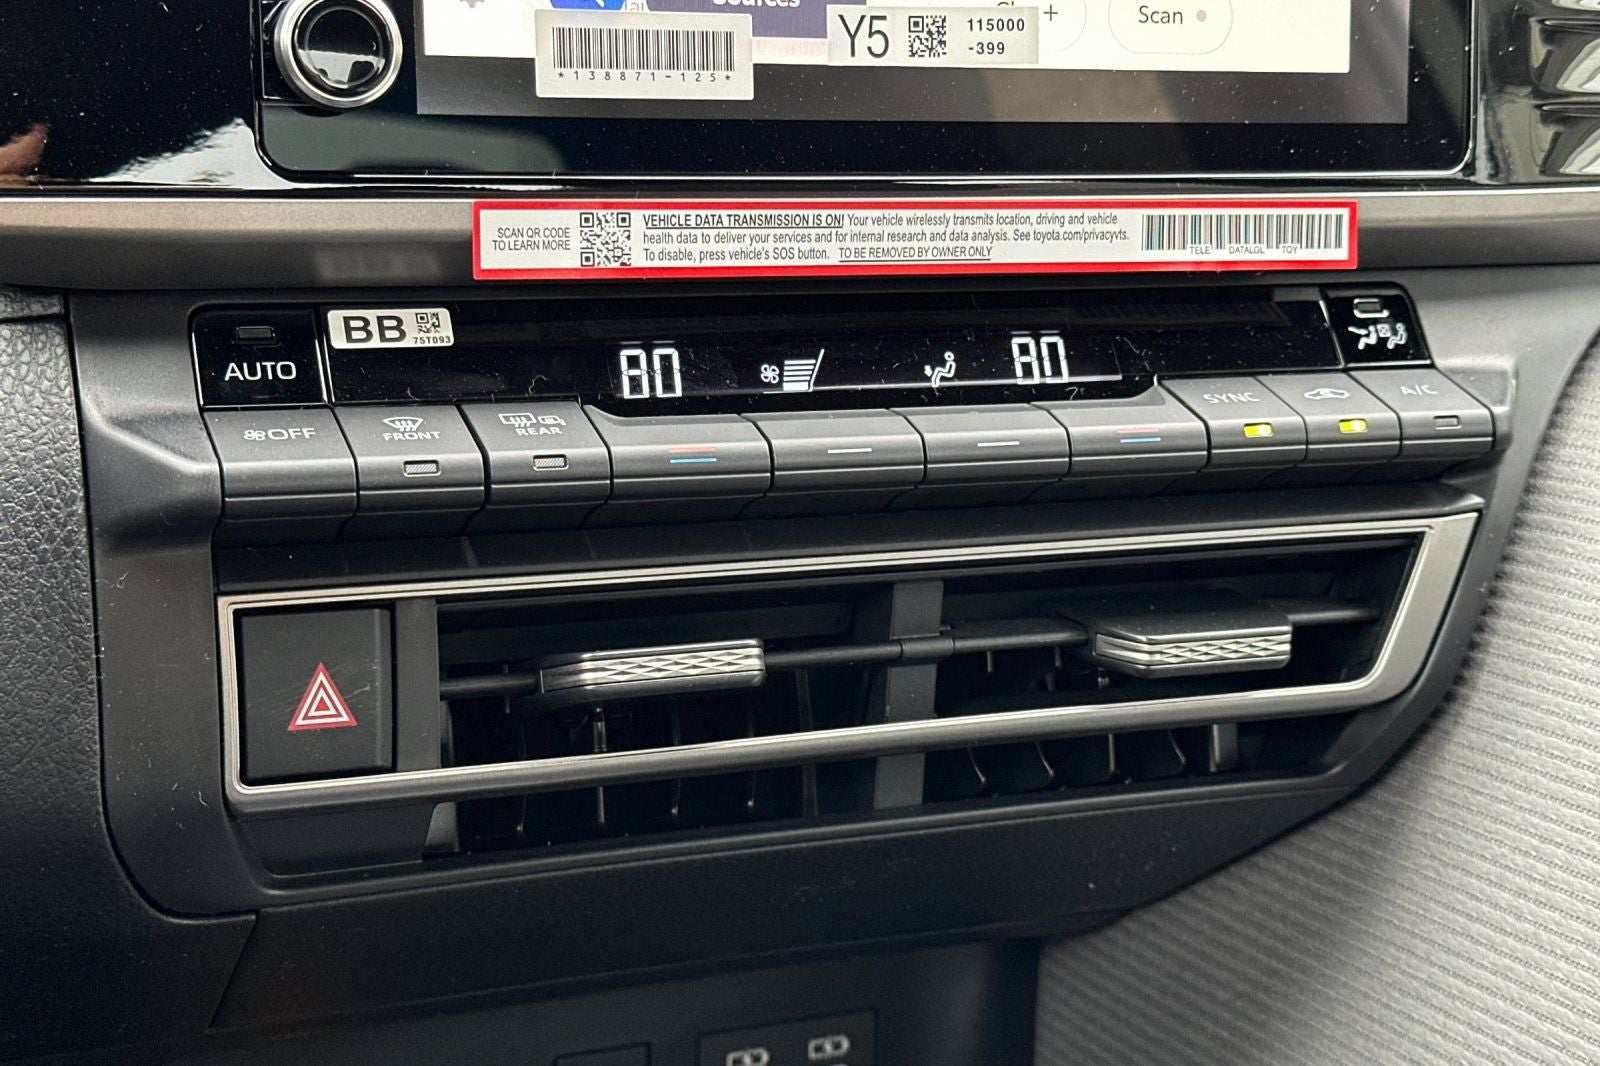 Sources
Scan
*138871-125*
Y5
115000
-399
SCAN QR CODE
TO LEARN MORE
VEHICLE DATA TRANSMISSION IS ON! Your vehicle wirelessly transmits location, driving and vehicle
health data to deliver your services and for internal research and data analysis. See toyota.com/privacyvts.
To disable, press vehicle's SOS button. TO BE REMOVED BY OWNER ONLY
TELE DATALGL TOY
BB
75T093
AUTO
80
80
OFF
FRONT
REAR
SYNC
A/C